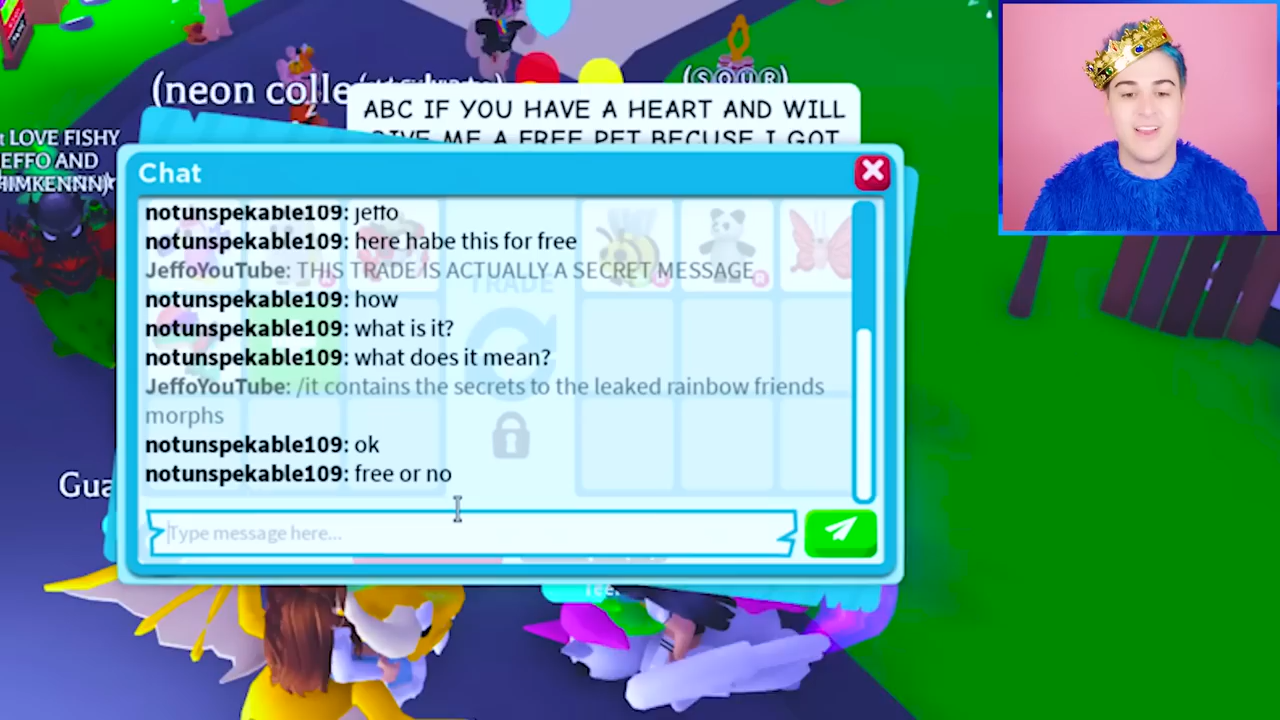 (neon colle
(SOUR)
ABC IF YOU HAVE A HEART AND WILL
GIVE ME A FREE PET BECUSE I GOT
t LOVE FISHY
EFFO AND
HIMKENNN)
Chat
notunspekable109: jeffo
notunspekable109: here habe this for free
JeffoYouTube: THIS TRADE IS ACTUALLY A SECRET MESSAGE
TRADE
notunspekable109: how
notunspekable109: what is it?
notunspekable109: what does it mean?
JeffoYouTube: /it contains the secrets to the leaked rainbow friends
morphs
notunspekable109: ok
notunspekable109: free or no
Gua
Type message here...